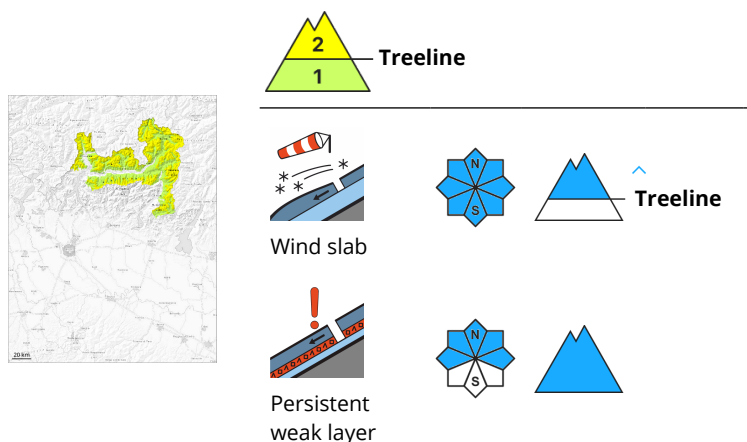 2
Treeline
1
N
S
Treeline
Wind slab
20 km
N
S
Persistent
weak layer